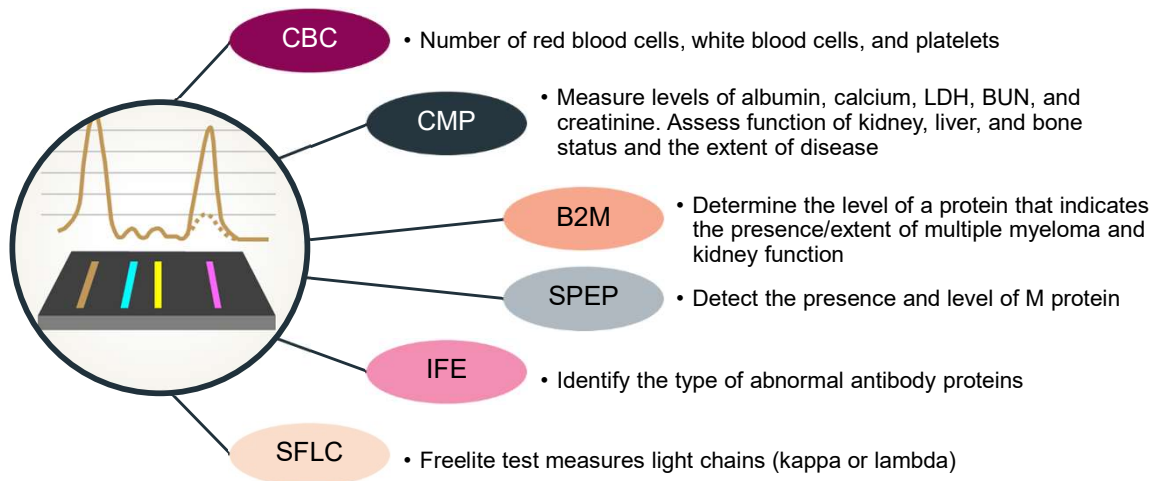 CBC
• Number of red blood cells, white blood cells, and platelets
CMP
• Measure levels of albumin, calcium, LDH, BUN, and
creatinine. Assess function of kidney, liver, and bone
status and the extent of disease
B2M
• Determine the level of a protein that indicates
the presence/extent of multiple myeloma and
kidney function
SPEP
• Detect the presence and level of M protein
IFE
• Identify the type of abnormal antibody proteins
SFLC
• Freelite test measures light chains (kappa or lambda)